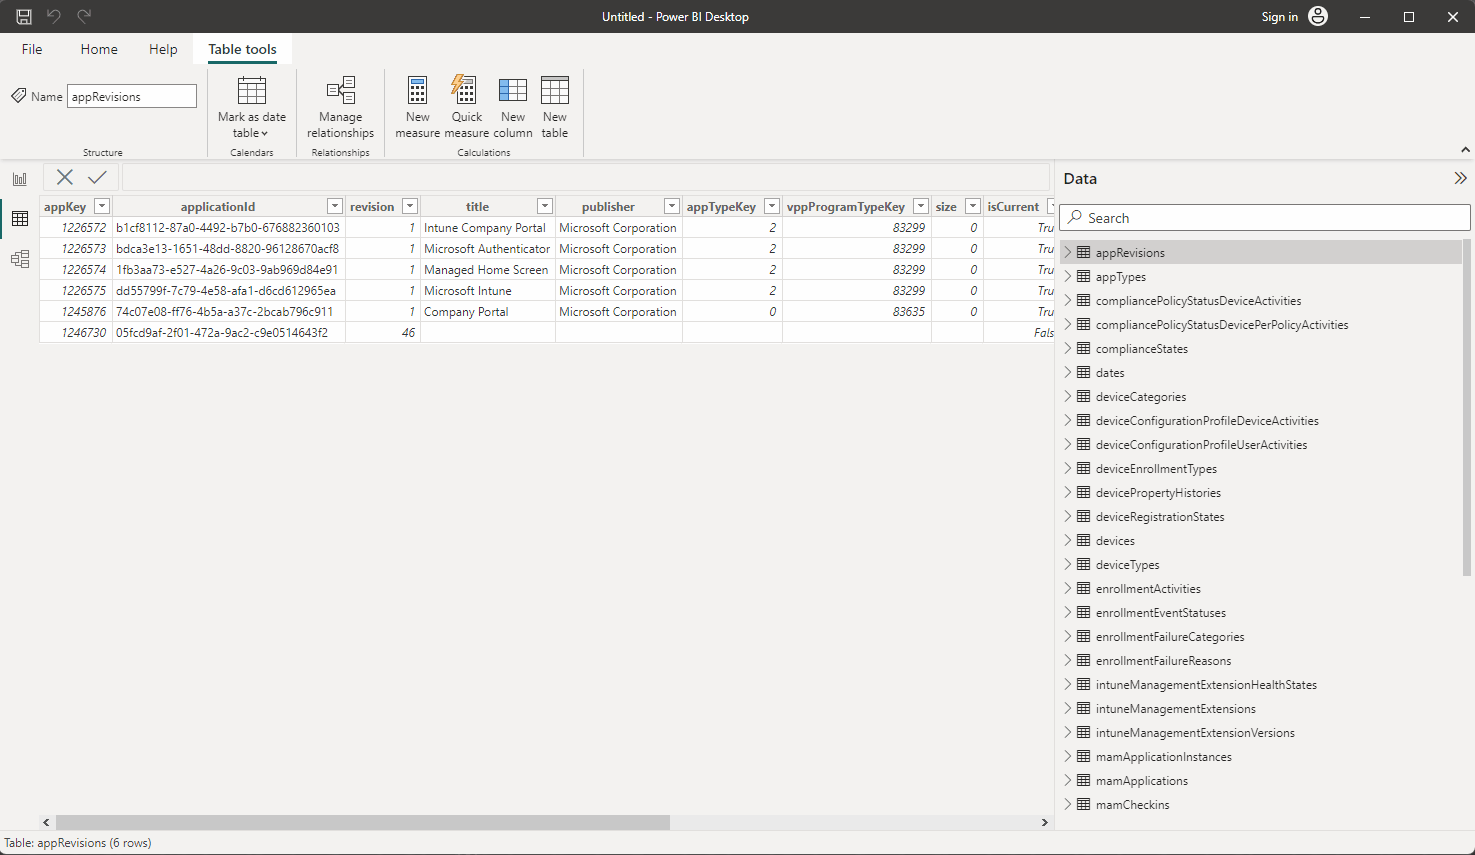 Untitled - Power BI Desktop
Sign in
File Home Help Table tools
Name appRevisions
Structure
Mark as date
table
Calendars
Manage
relationships
Relationships
New
measure
Quick
measure
New
column
New
table
Calculations
appKey applicationId revision title publisher appTypeKey vppProgramTypeKey size isCurrent
1226572 b1cf8112-87a0-4492-b7b0-676882360103 1 Intune Company Portal Microsoft Corporation 2 83299 0 Tru
1226573 bdca3e13-1651-48dd-8820-96128670acf8 1 Microsoft Authenticator Microsoft Corporation 2 83299 0 Tru
1226574 1fb3aa73-e527-4a26-9c03-9ab969d84e91 1 Managed Home Screen Microsoft Corporation 2 83299 0 Tru
1226575 dd55799f-7c79-4e58-afa1-d6cd612965ea 1 Microsoft Intune Microsoft Corporation 2 83299 0 Tru
1245876 74c07e08-ff76-4b5a-a37c-2bcab796c911 1 Company Portal Microsoft Corporation 0 83635 0 Tru
1246730 05fcd9af-2f01-472a-9ac2-c9e0514643f2 46 Fals
Data
Search
appRevisions
appTypes
compliancePolicyStatusDeviceActivities
compliancePolicyStatusDevicePerPolicyActivities
complianceStates
dates
deviceCategories
deviceConfigurationProfileDeviceActivities
deviceConfigurationProfileUserActivities
deviceEnrollmentTypes
devicePropertyHistories
deviceRegistrationStates
devices
deviceTypes
enrollmentActivities
enrollmentEventStatuses
enrollmentFailureCategories
enrollmentFailureReasons
intuneManagementExtensionHealthStates
intuneManagementExtensions
intuneManagementExtensionVersions
mamApplicationInstances
mamApplications
mamCheckins
Table: appRevisions (6 rows)